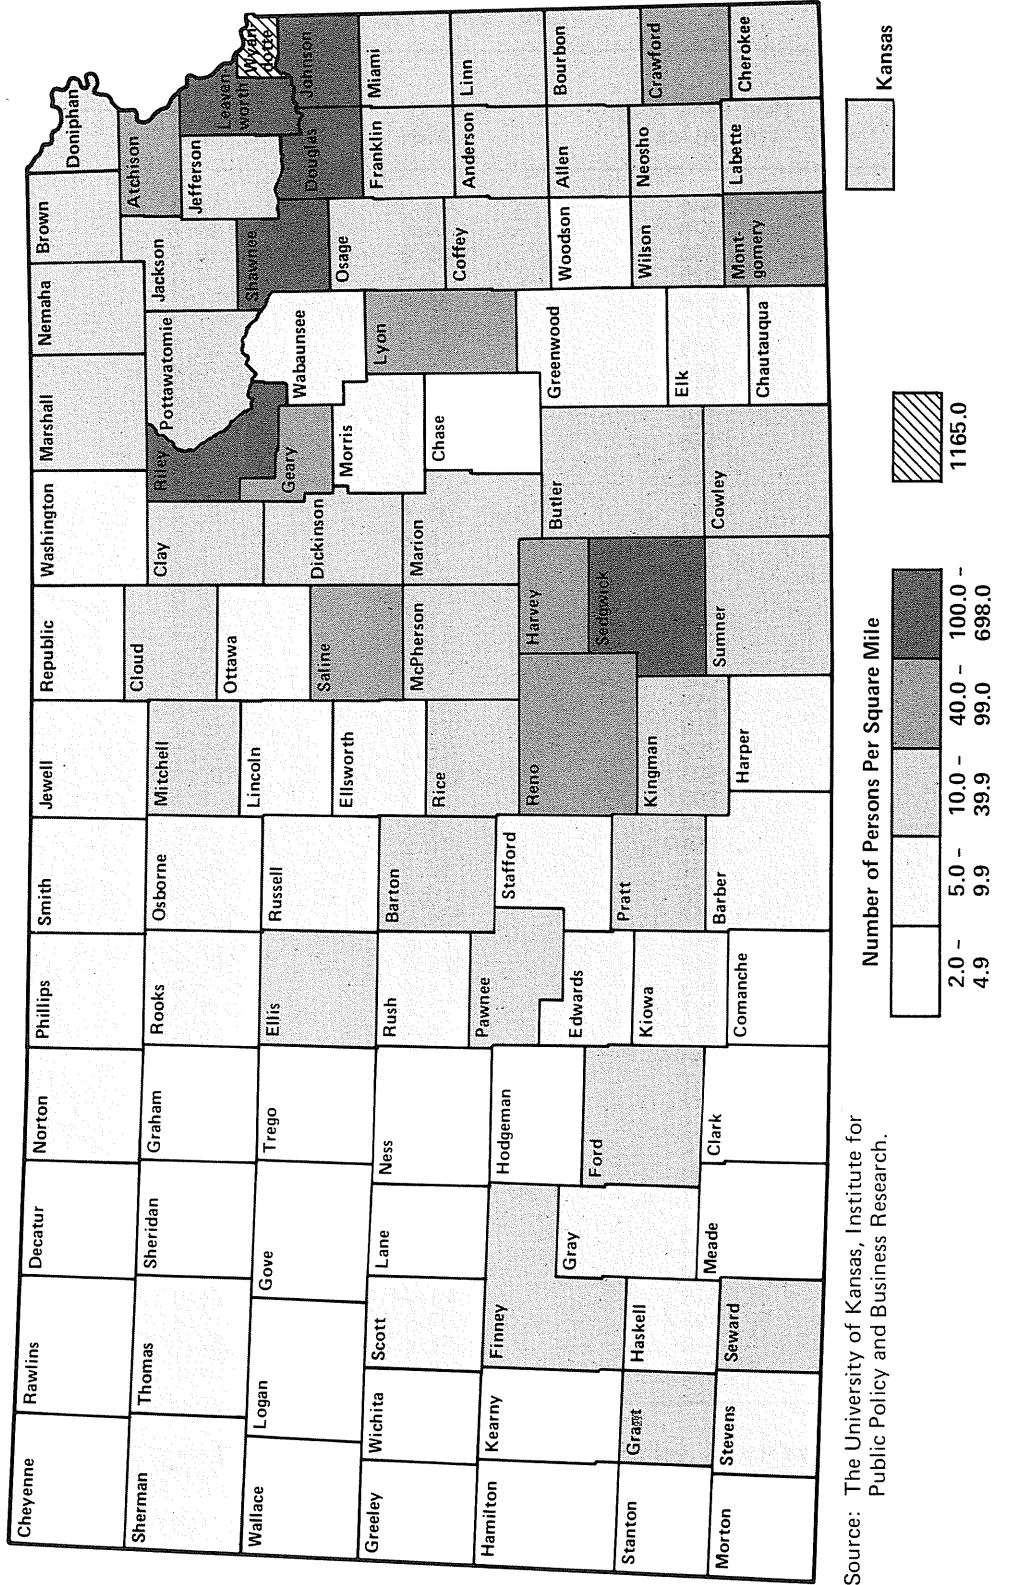 Cheyenne
Rawlins
Decatur
Norton
Phillips
Smith
Jewell
Republic
Washington
Marshall
Nemaha
Brown
Doniphan
Sherman
Thomas
Sheridan
Graham
Rooks
Osborne
Mitchell
Cloud
Clay
Riley
Pottawatomie
Jackson
Atchison
Jefferson
Leaven-
worth
Wyan-
dotte
Wallace
Logan
Gove
Trego
Ellis
Russell
Lincoln
Ottawa
Dickinson
Geary
Wabaunsee
Shawnee
Douglas
Johnson
Greeley
Wichita
Scott
Lane
Ness
Rush
Barton
Ellsworth
Saline
Morris
Lyon
Osage
Franklin
Miami
Hamilton
Kearny
Finney
Hodgeman
Pawnee
Stafford
Rice
McPherson
Marion
Chase
Coffey
Anderson
Linn
Stanton
Grant
Haskell
Gray
Ford
Edwards
Kiowa
Pratt
Reno
Kingman
Harvey
Sedgwick
Butler
Greenwood
Woodson
Allen
Bourbon
Wilson
Neosho
Crawford
Morton
Stevens
Seward
Meade
Clark
Comanche
Barber
Harper
Sumner
Cowley
Elk
Chautauqua
Mont-
gomery
Labette
Cherokee
Source: The University of Kansas, Institute for
Public Policy and Business Research.
Number of Persons Per Square Mile
2.0 –
4.9
5.0 –
9.9
10.0 –
39.9
40.0 –
99.0
100.0 –
698.0
1165.0
Kansas